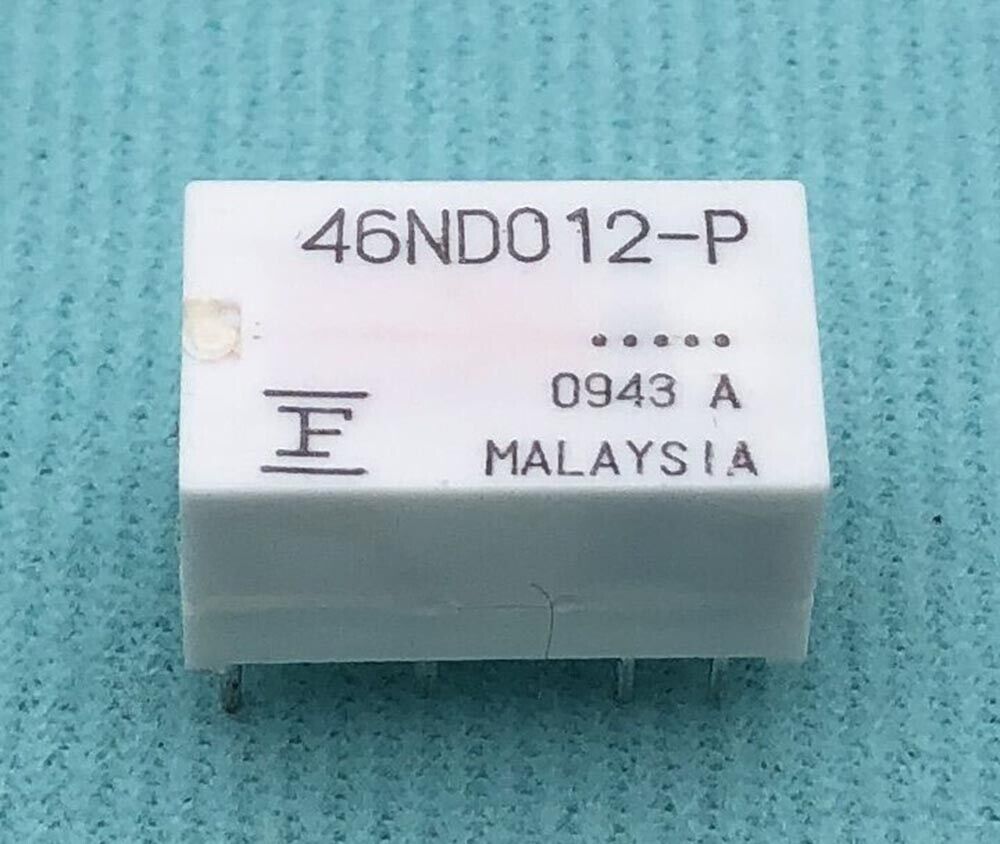 46ND012-P
.....
0943 A
F
MALAYSIA